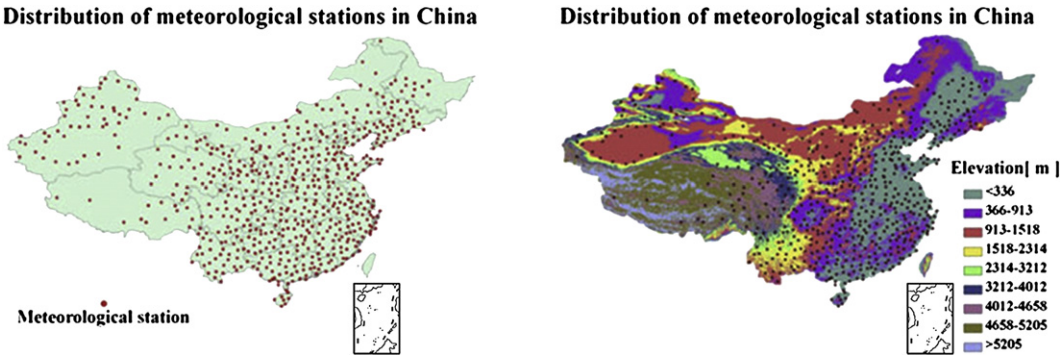 Distribution of meteorological stations in China
Meteorological station
Distribution of meteorological stations in China
Elevation[ m ]
<336
366-913
913-1518
1518-2314
2314-3212
3212-4012
4012-4658
4658-5205
>5205